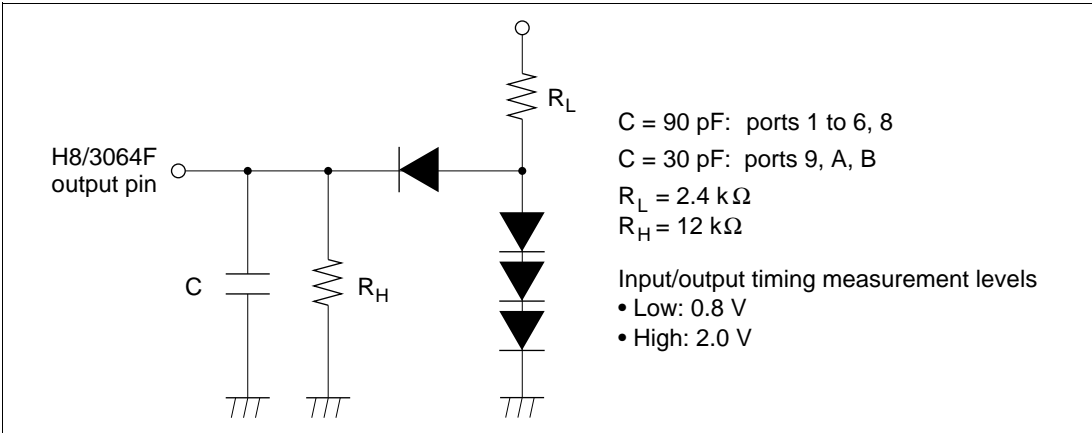 R_L
H8/3064F
output pin
C
R_H
C = 90 pF: ports 1 to 6, 8
C = 30 pF: ports 9, A, B
R_L = 2.4 kΩ
R_H = 12 kΩ
Input/output timing measurement levels
• Low: 0.8 V
• High: 2.0 V